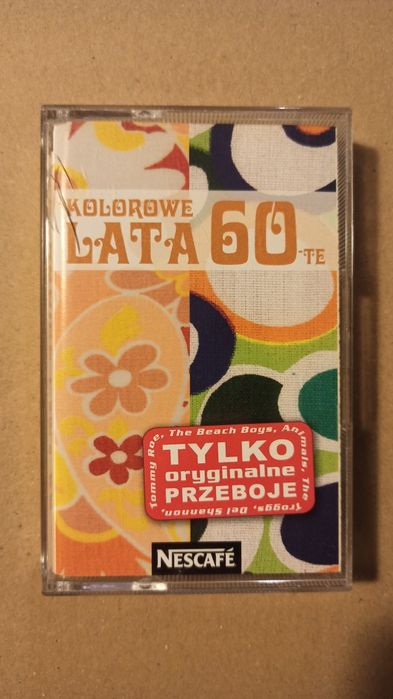 KOLOROWE
LATA 60-TE
Tommy Roe, The Beach Boys, Animals, The Troggs, Del Shannon,
TYLKO
oryginalne
PRZEBOJE
NESCAFÉ